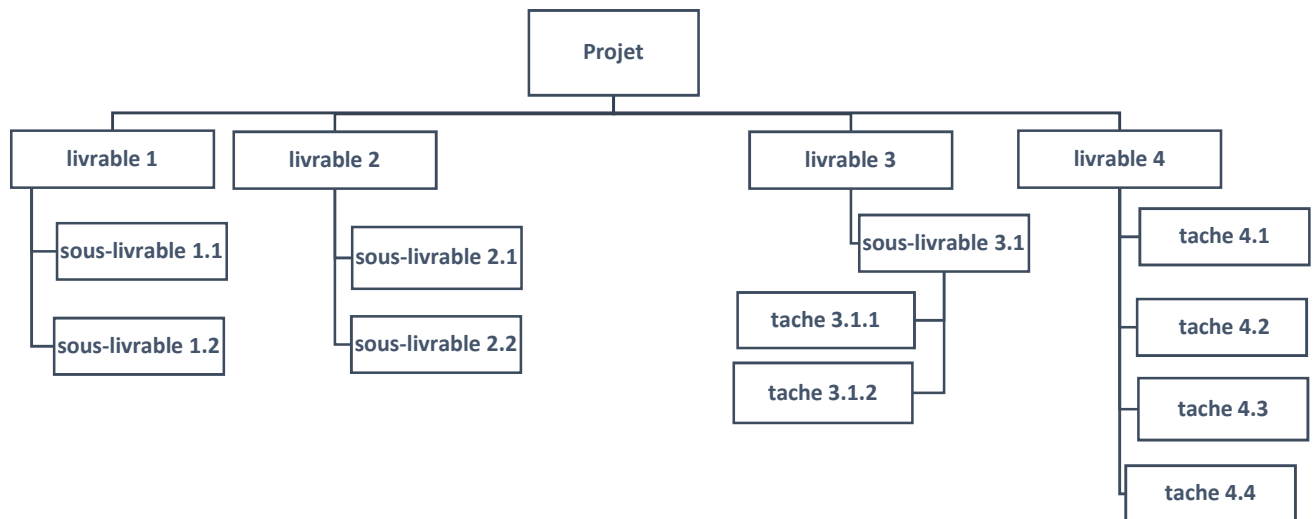 Projet
livrable 1
livrable 2
livrable 3
livrable 4
sous-livrable 1.1
sous-livrable 1.2
sous-livrable 2.1
sous-livrable 2.2
sous-livrable 3.1
tache 3.1.1
tache 3.1.2
tache 4.1
tache 4.2
tache 4.3
tache 4.4